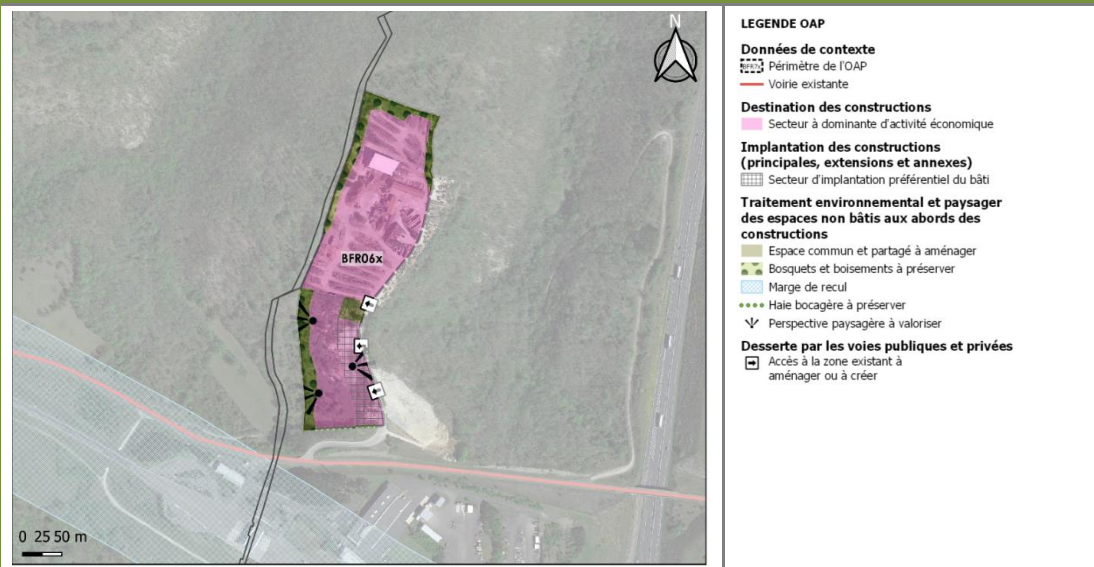 N
BFR06x
0 25 50 m
LEGENDE OAP
Données de contexte
BFR7x Périmètre de l'OAP
Voirie existante
Destination des constructions
Secteur à dominante d'activité économique
Implantation des constructions
(principales, extensions et annexes)
Secteur d'implantation préférentiel du bâti
Traitement environnemental et paysager
des espaces non bâtis aux abords des
constructions
Espace commun et partagé à aménager
Bosquets et boisements à préserver
Marge de recul
Haie bocagère à préserver
Perspective paysagère à valoriser
Desserte par les voies publiques et privées
Accès à la zone existant à
aménager ou à créer